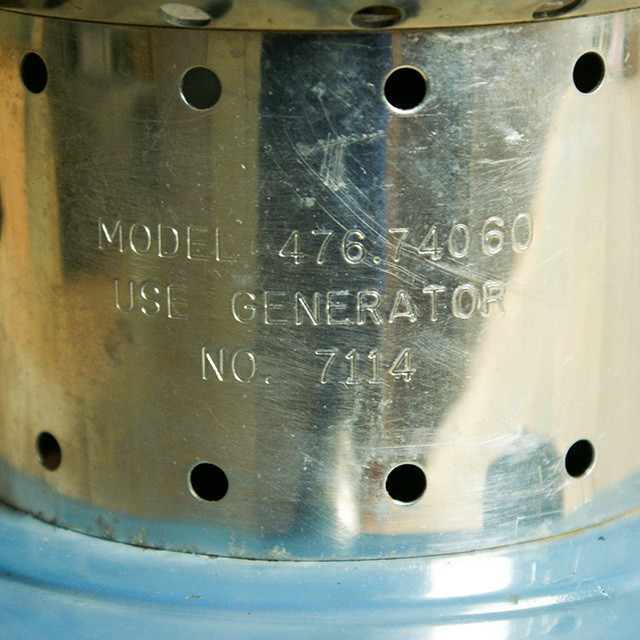 MODEL 476.74060
USE GENERATOR
NO. 7114